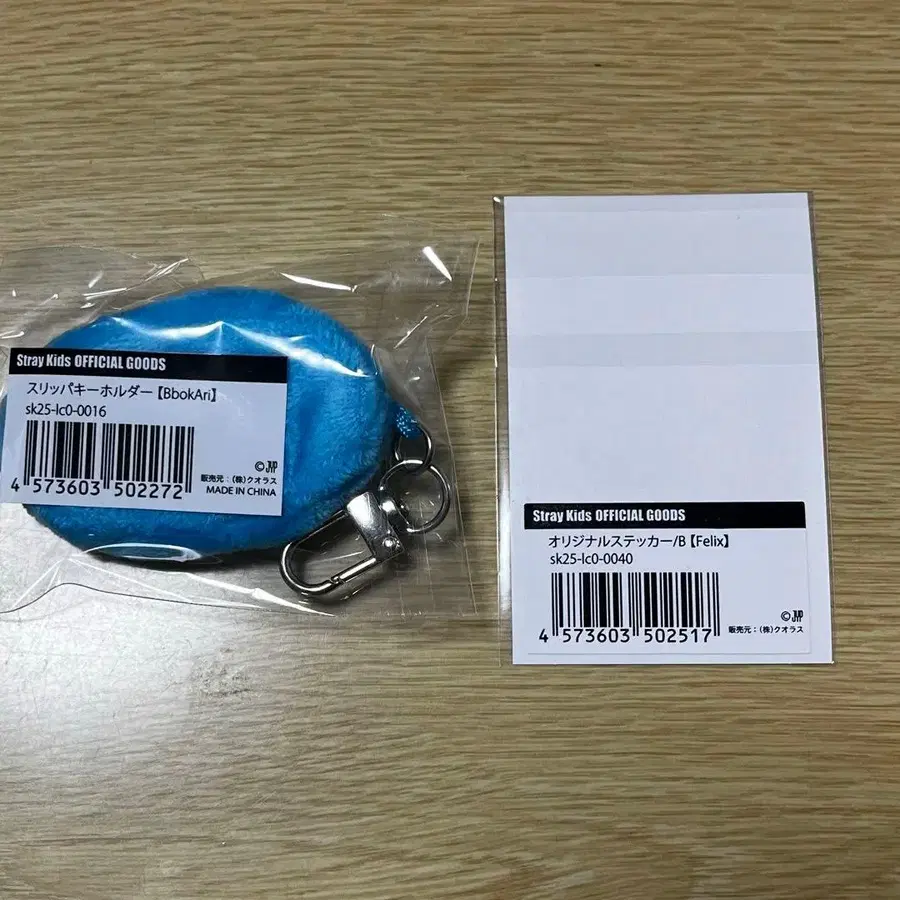 Stray Kids OFFICIAL GOODS
スリッパキーホルダー【BbokAri】
sk25-lc0-0016
4 573603 502272
© JYP
販売元：(株)クオラス
MADE IN CHINA
Stray Kids OFFICIAL GOODS
オリジナルステッカー/B【Felix】
sk25-lc0-0040
4 573603 502517
© JYP
販売元：(株)クオラス